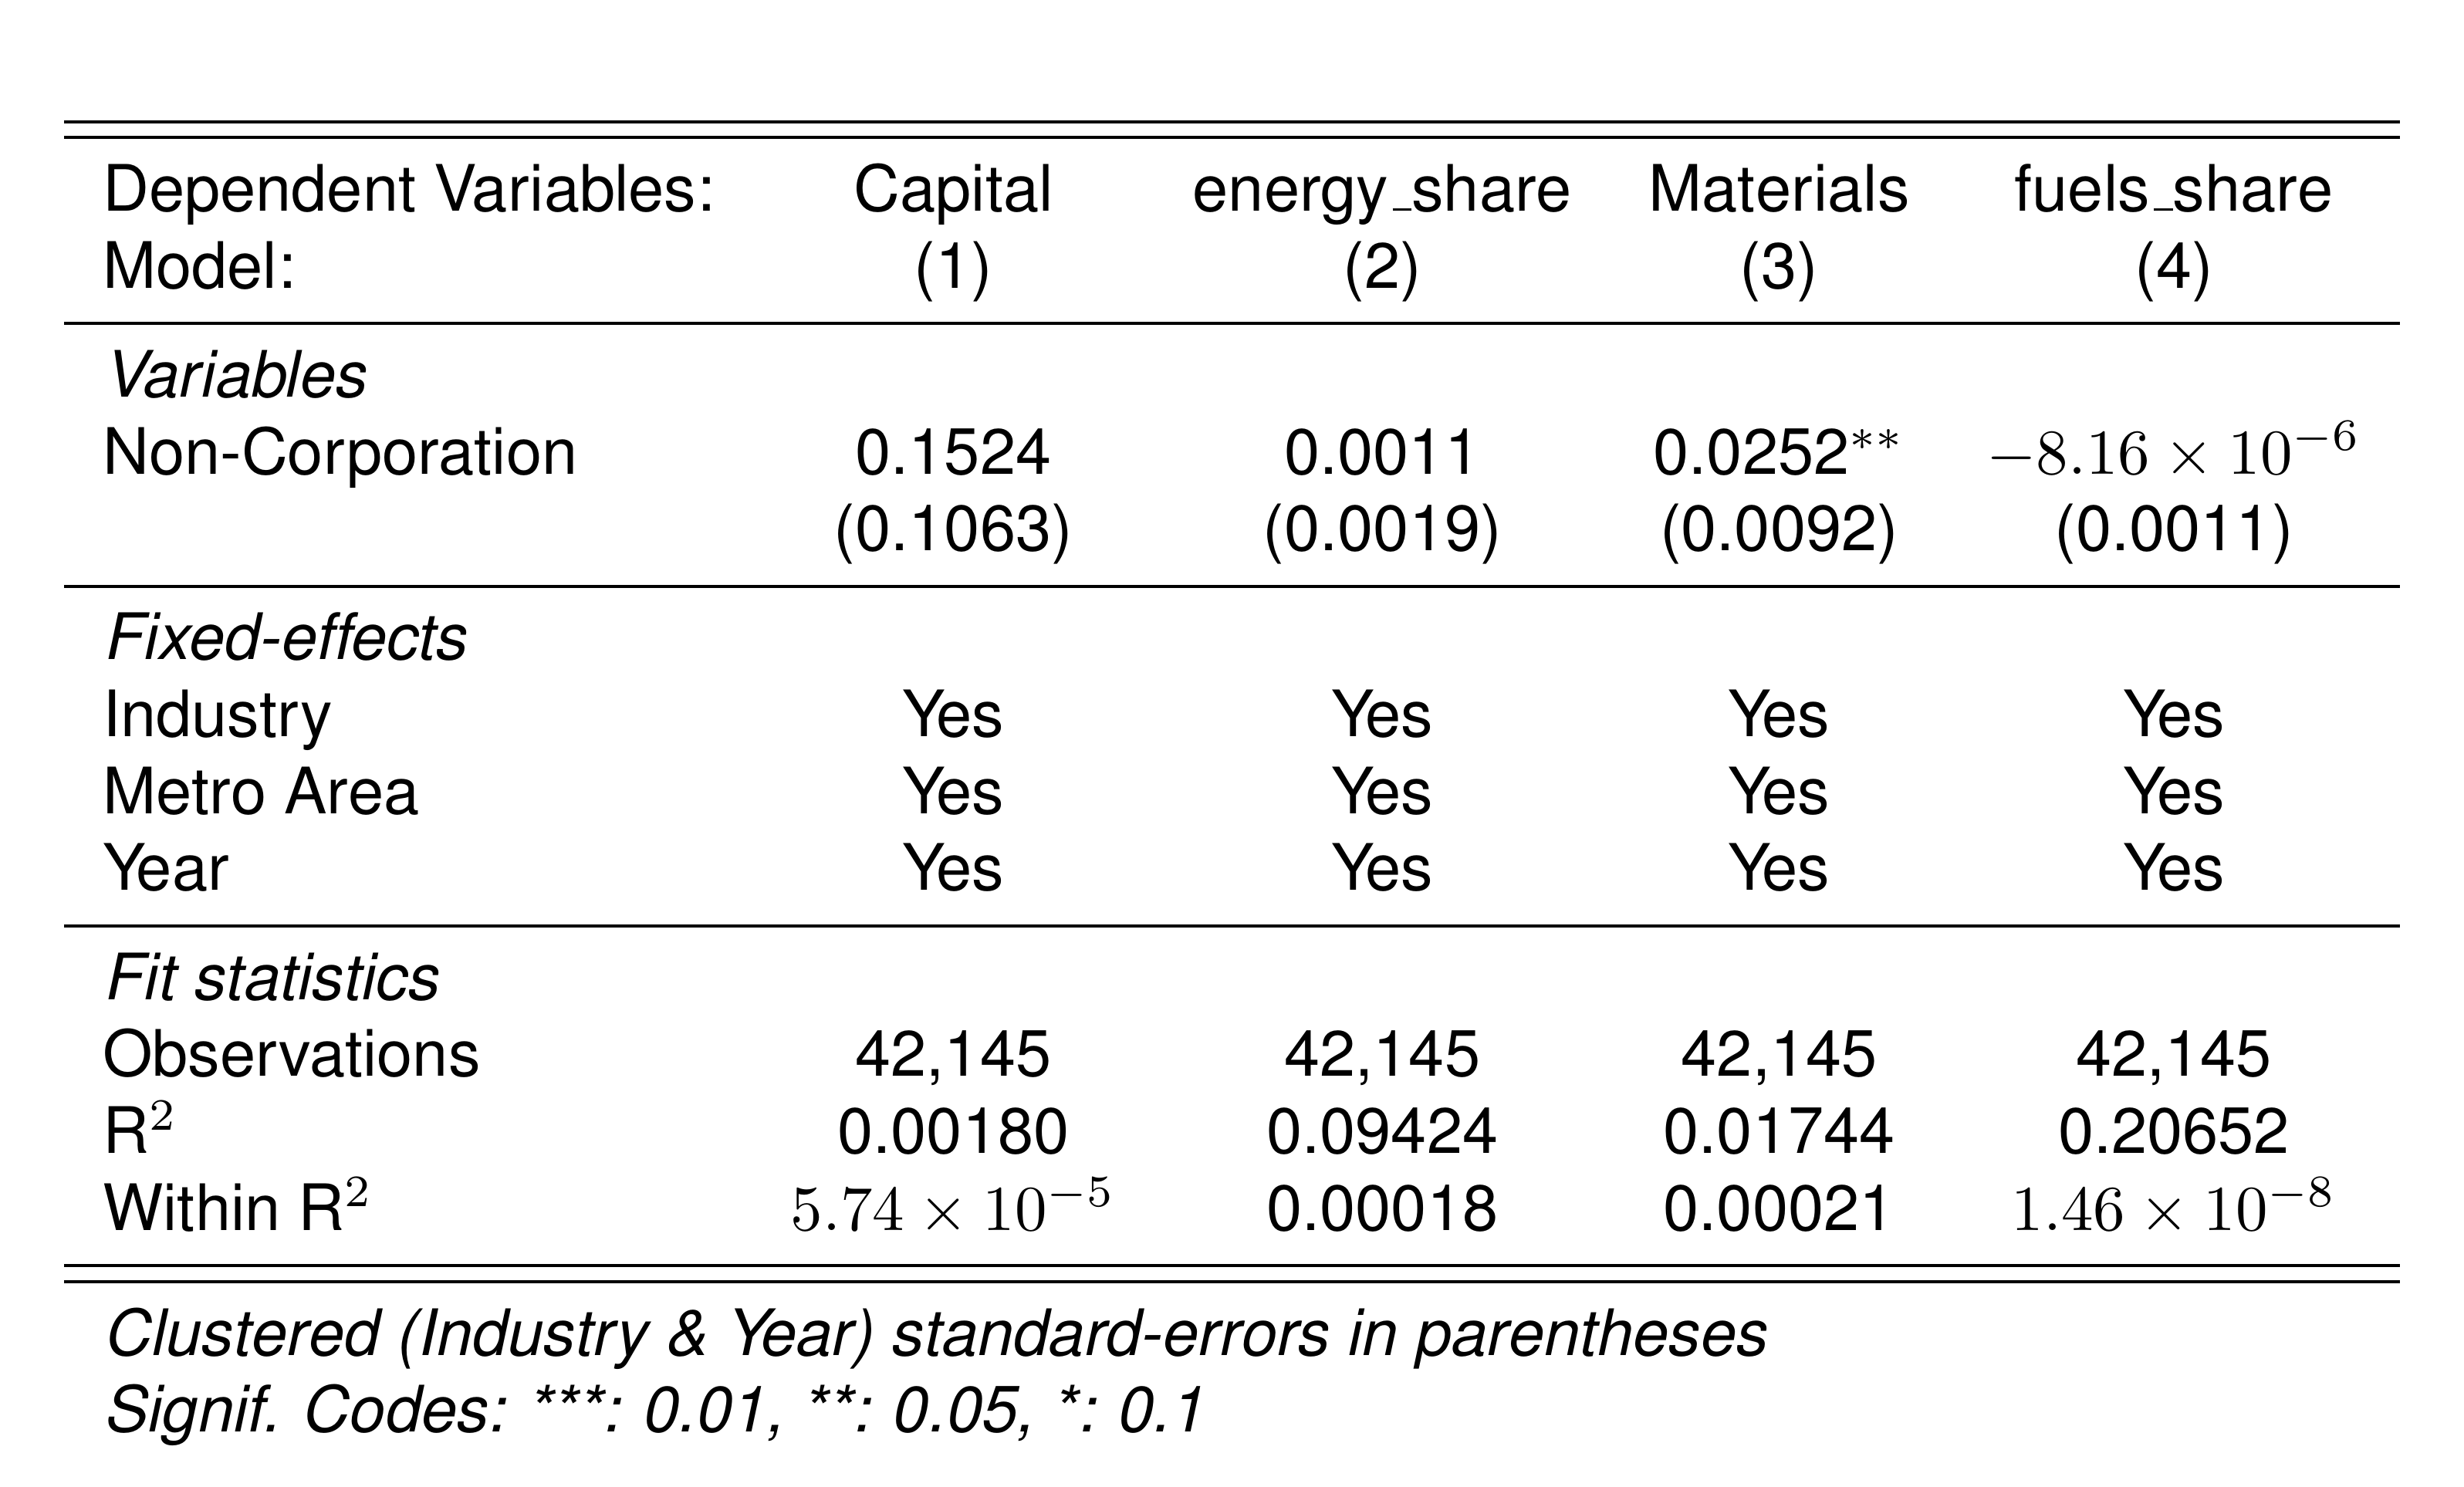 Dependent Variables: Capital energy_share Materials fuels_share
Model: (1) (2) (3) (4)
Variables
Non-Corporation 0.1524 0.0011 0.0252** −8.16 × 10⁻⁶
(0.1063) (0.0019) (0.0092) (0.0011)
Fixed-effects
Industry Yes Yes Yes Yes
Metro Area Yes Yes Yes Yes
Year Yes Yes Yes Yes
Fit statistics
Observations 42,145 42,145 42,145 42,145
R² 0.00180 0.09424 0.01744 0.20652
Within R² 5.74 × 10⁻⁵ 0.00018 0.00021 1.46 × 10⁻⁸
Clustered (Industry & Year) standard-errors in parentheses
Signif. Codes: ***: 0.01, **: 0.05, *: 0.1